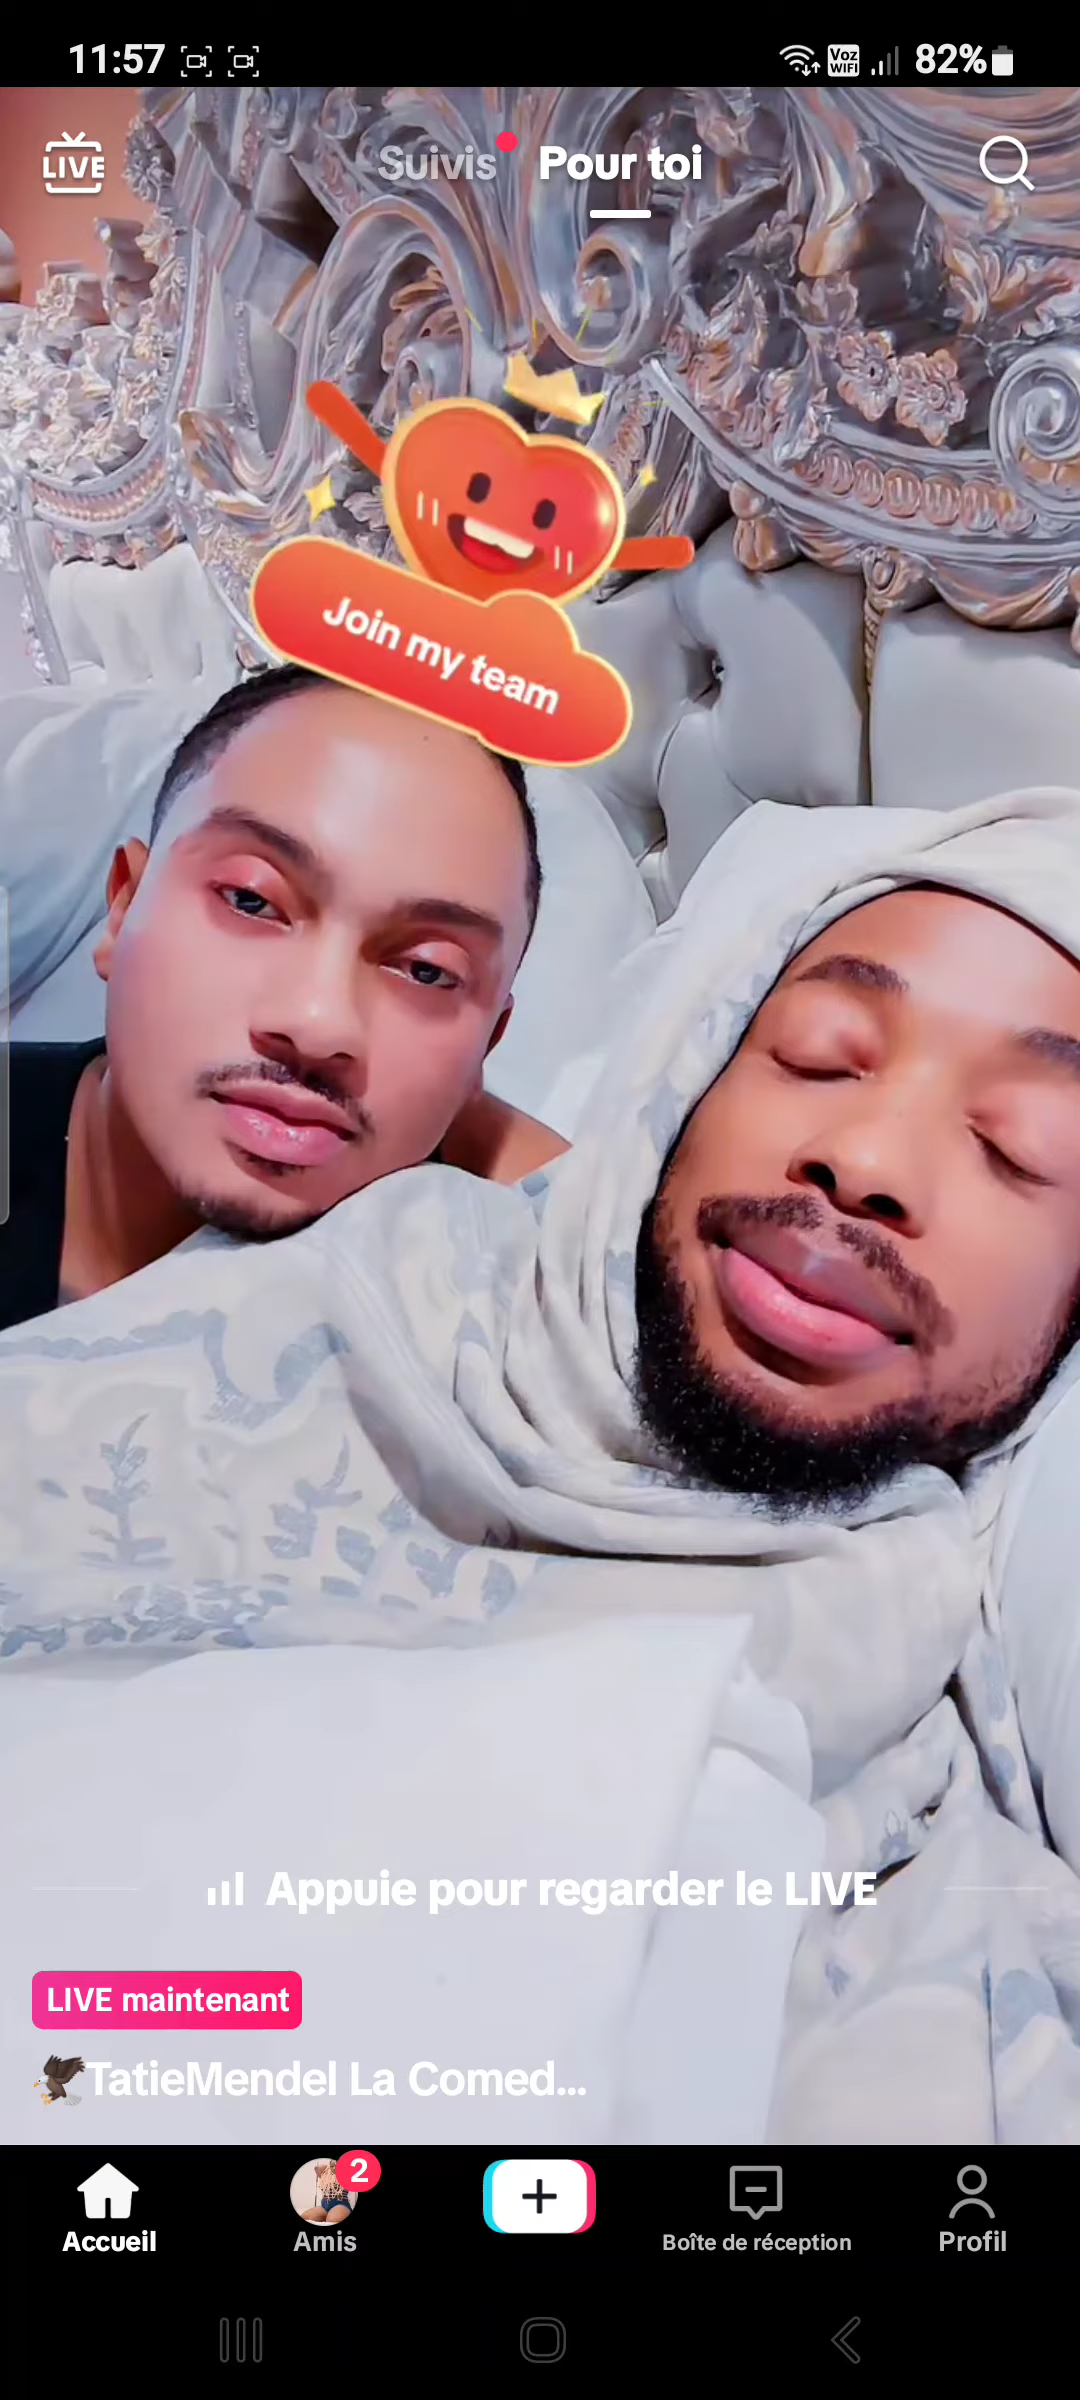 11:57
Voz WIFI
82%
LIVE
Suivis
Pour toi
Join my team
Appuie pour regarder le LIVE
LIVE maintenant
🦅TatieMendel La Comed...
2
Accueil
Amis
Boîte de réception
Profil